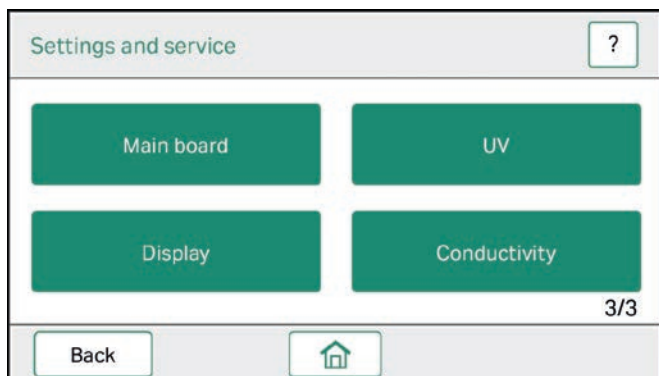 Settings and service
?
Main board
UV
Display
Conductivity
3/3
Back